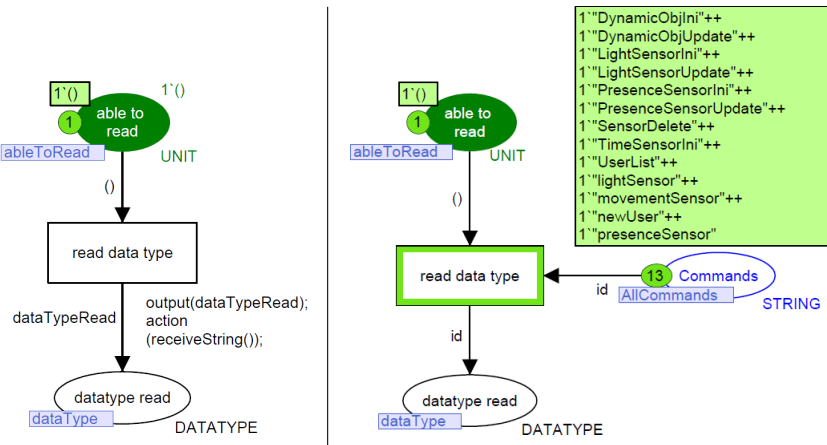 1`()
1`()
1
able to
read
ableToRead
UNIT
()
read data type
dataTypeRead
output(dataTypeRead);
action
(receiveString());
datatype read
dataType
DATATYPE
1`()
1
able to
read
ableToRead
UNIT
()
read data type
id
id
datatype read
dataType
DATATYPE
1`"DynamicObjIni"++
1`"DynamicObjUpdate"++
1`"LightSensorIni"++
1`"LightSensorUpdate"++
1`"PresenceSensorIni"++
1`"PresenceSensorUpdate"++
1`"SensorDelete"++
1`"TimeSensorIni"++
1`"UserList"++
1`"lightSensor"++
1`"movementSensor"++
1`"newUser"++
1`"presenceSensor"
13
Commands
AllCommands
STRING